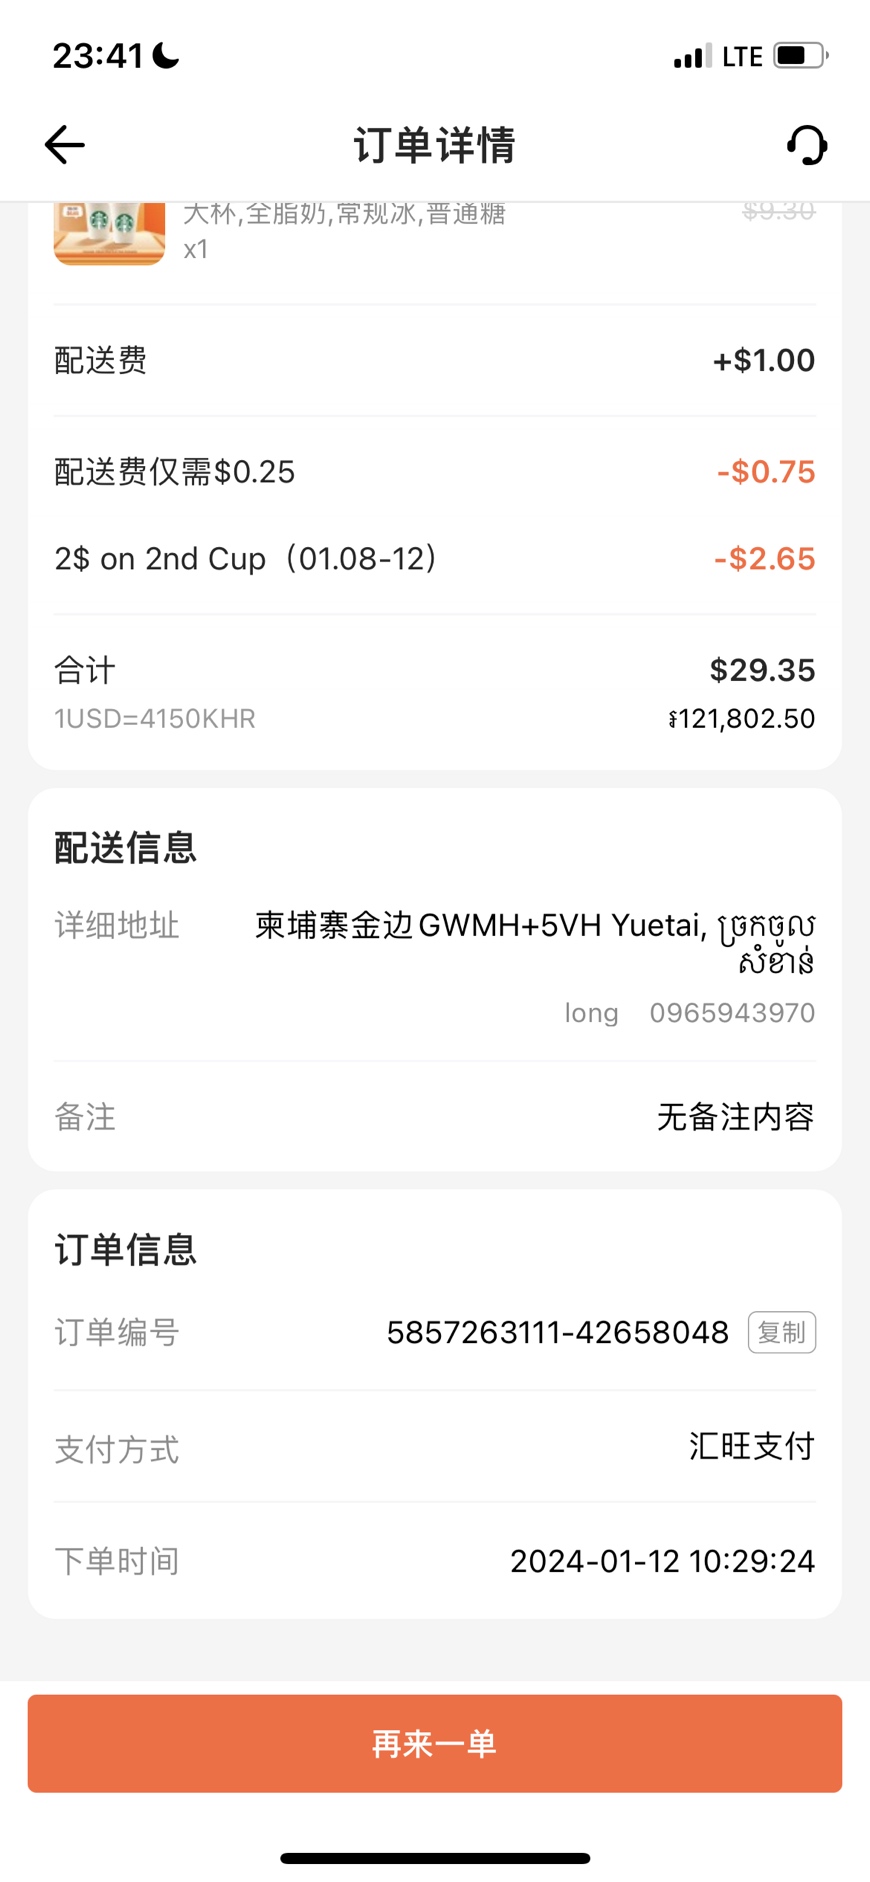 23:41
LTE
订单详情
大杯,全脂奶,常规冰,普通糖
$9.30
x1
配送费
+$1.00
配送费仅需$0.25
-$0.75
2$ on 2nd Cup（01.08-12）
-$2.65
合计
$29.35
1USD=4150KHR
៛121,802.50
配送信息
详细地址
柬埔寨金边GWMH+5VH Yuetai, ច្រកចូល
សំខាន់
long 0965943970
备注
无备注内容
订单信息
订单编号
5857263111-42658048
复制
支付方式
汇旺支付
下单时间
2024-01-12 10:29:24
再来一单